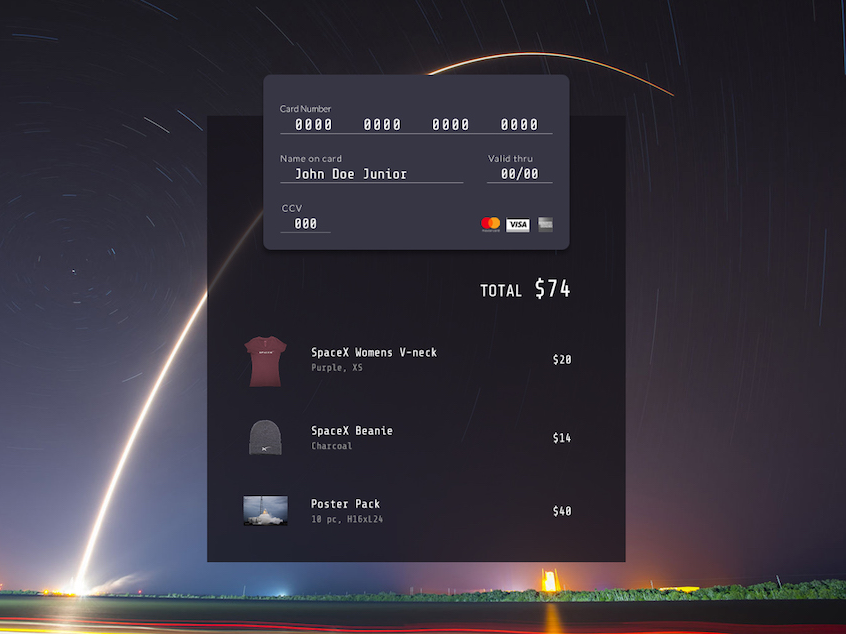 Card Number
0000 0000 0000 0000
Name on card Valid thru
John Doe Junior 00/00
CCV
000
VISA
TOTAL $74
SpaceX Womens V-neck
Purple, XS
$20
SpaceX Beanie
Charcoal
$14
Poster Pack
10 pc, H16xL24
$40